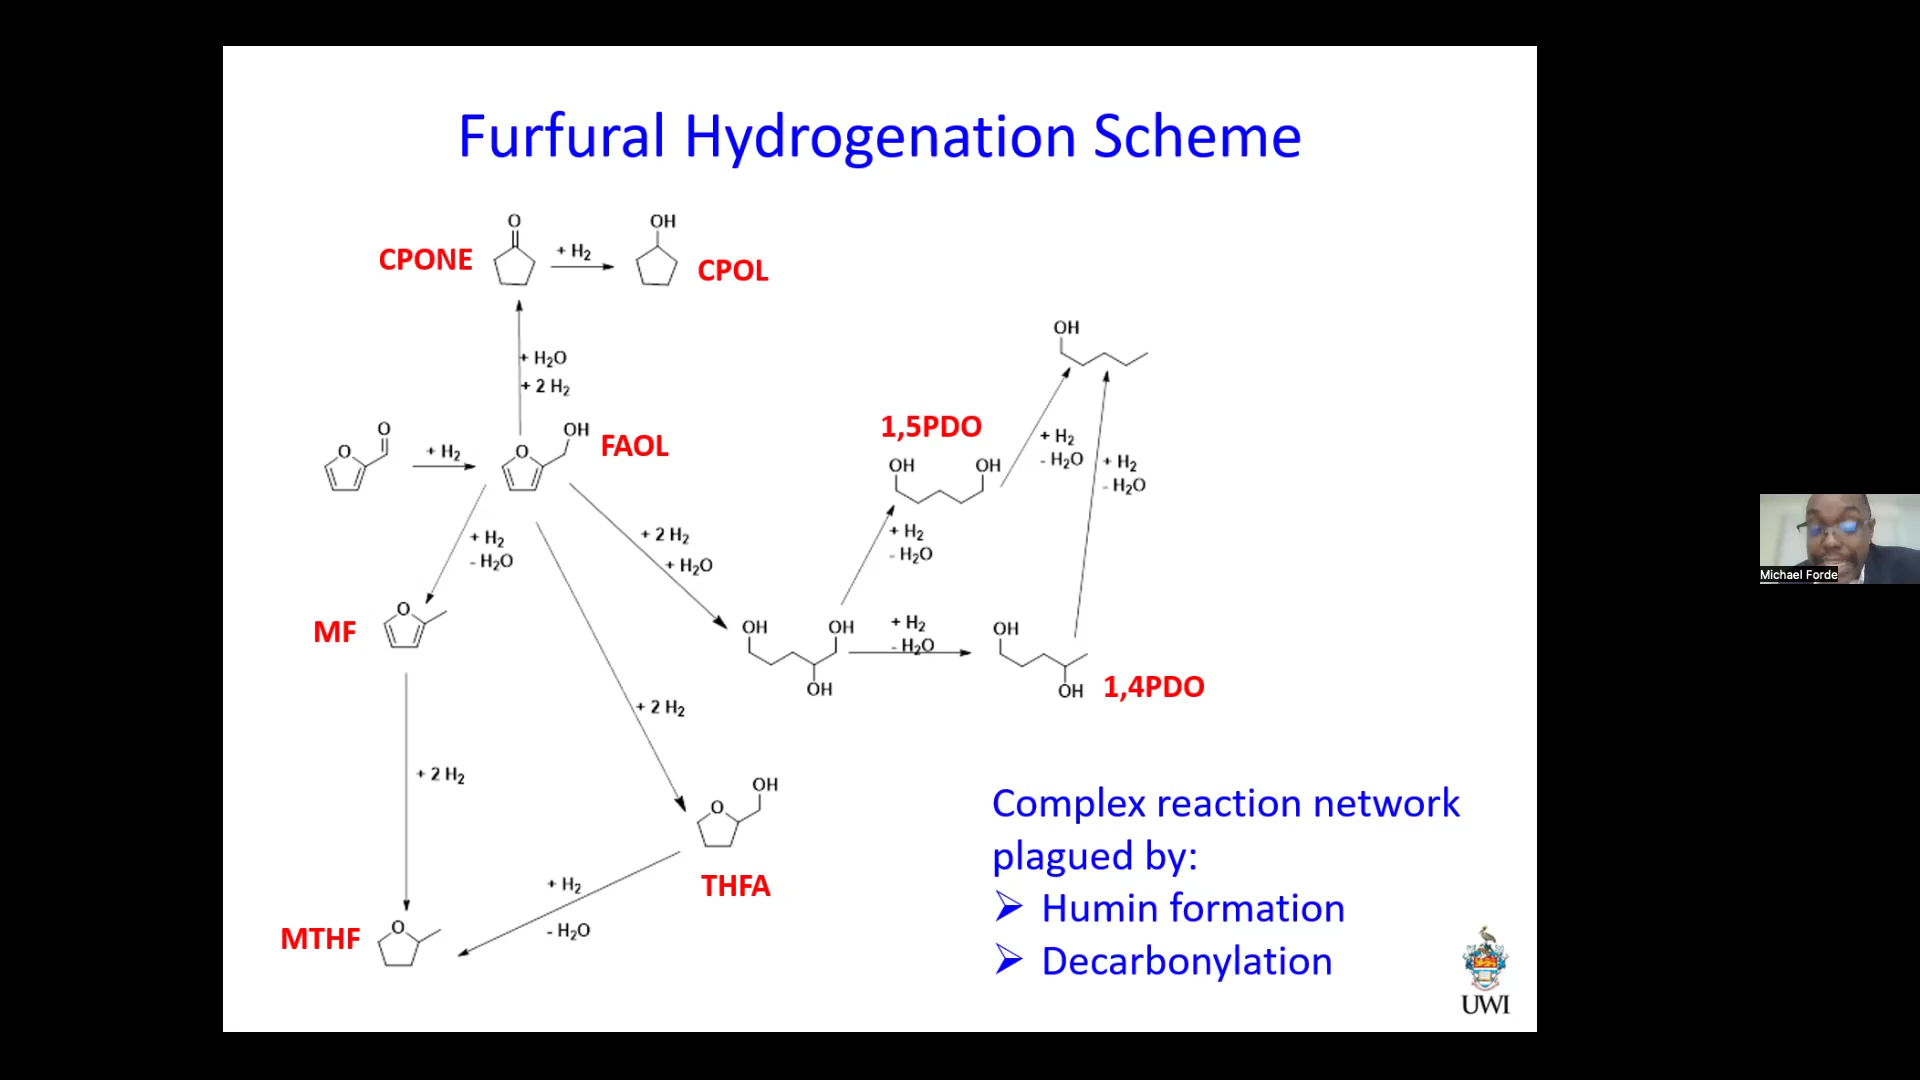 Furfural Hydrogenation Scheme
O
OH
CPONE
+ H2
CPOL
+ H2O
+ 2 H2
O
O
+ H2
O
OH
FAOL
+ H2
- H2O
MF
O
+ 2 H2
MTHF
O
+ 2 H2
+ H2O
+ 2 H2
O
OH
THFA
+ H2
- H2O
OH
OH
OH
+ H2
- H2O
1,5PDO
OH
OH
+ H2
- H2O
OH
OH
1,4PDO
+ H2
- H2O
+ H2
- H2O
OH
Complex reaction network
plagued by:
➢ Humin formation
➢ Decarbonylation
UWI
Michael Forde